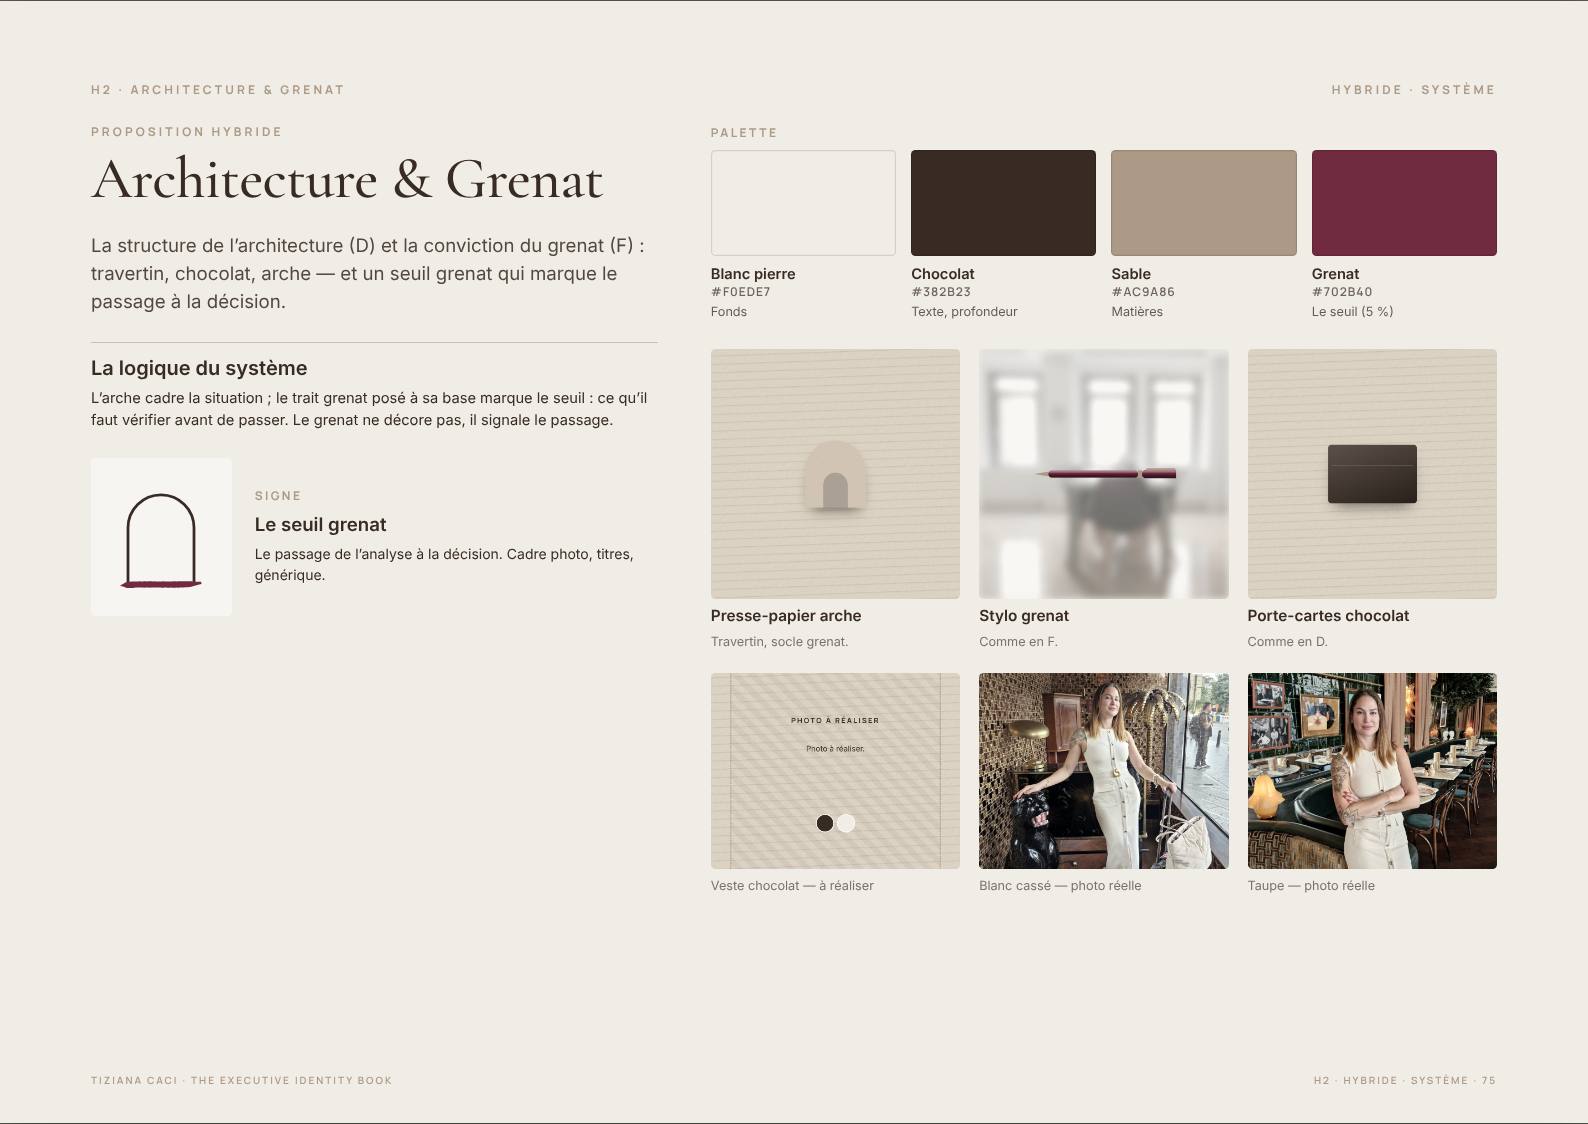 H2 · ARCHITECTURE & GRENAT
HYBRIDE · SYSTÈME
PROPOSITION HYBRIDE
Architecture & Grenat
La structure de l’architecture (D) et la conviction du grenat (F) :
travertin, chocolat, arche — et un seuil grenat qui marque le
passage à la décision.
La logique du système
L’arche cadre la situation ; le trait grenat posé à sa base marque le seuil : ce qu’il
faut vérifier avant de passer. Le grenat ne décore pas, il signale le passage.
SIGNE
Le seuil grenat
Le passage de l’analyse à la décision. Cadre photo, titres,
générique.
PALETTE
Blanc pierre
#F0EDE7
Fonds
Chocolat
#382B23
Texte, profondeur
Sable
#AC9A86
Matières
Grenat
#702B40
Le seuil (5 %)
Presse-papier arche
Travertin, socle grenat.
Stylo grenat
Comme en F.
Porte-cartes chocolat
Comme en D.
PHOTO À RÉALISER
Photo à réaliser.
Veste chocolat — à réaliser
Blanc cassé — photo réelle
Taupe — photo réelle
TIZIANA CACI · THE EXECUTIVE IDENTITY BOOK
H2 · HYBRIDE · SYSTÈME · 75